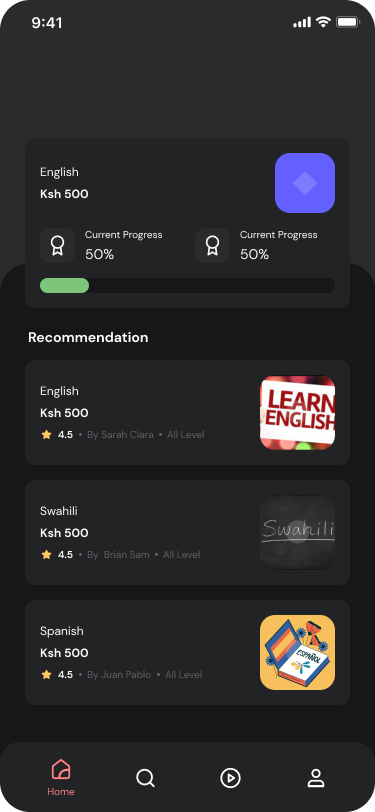 9:41
English
Ksh 500
Current Progress
50%
Current Progress
50%
Recommendation
English
Ksh 500
4.5 • By Sarah Clara • All Level
LEARN
ENGLISH
Swahili
Ksh 500
4.5 • By Brian Sam • All Level
Swahili
Spanish
Ksh 500
4.5 • By Juan Pablo • All Level
ESPAÑOL
Home